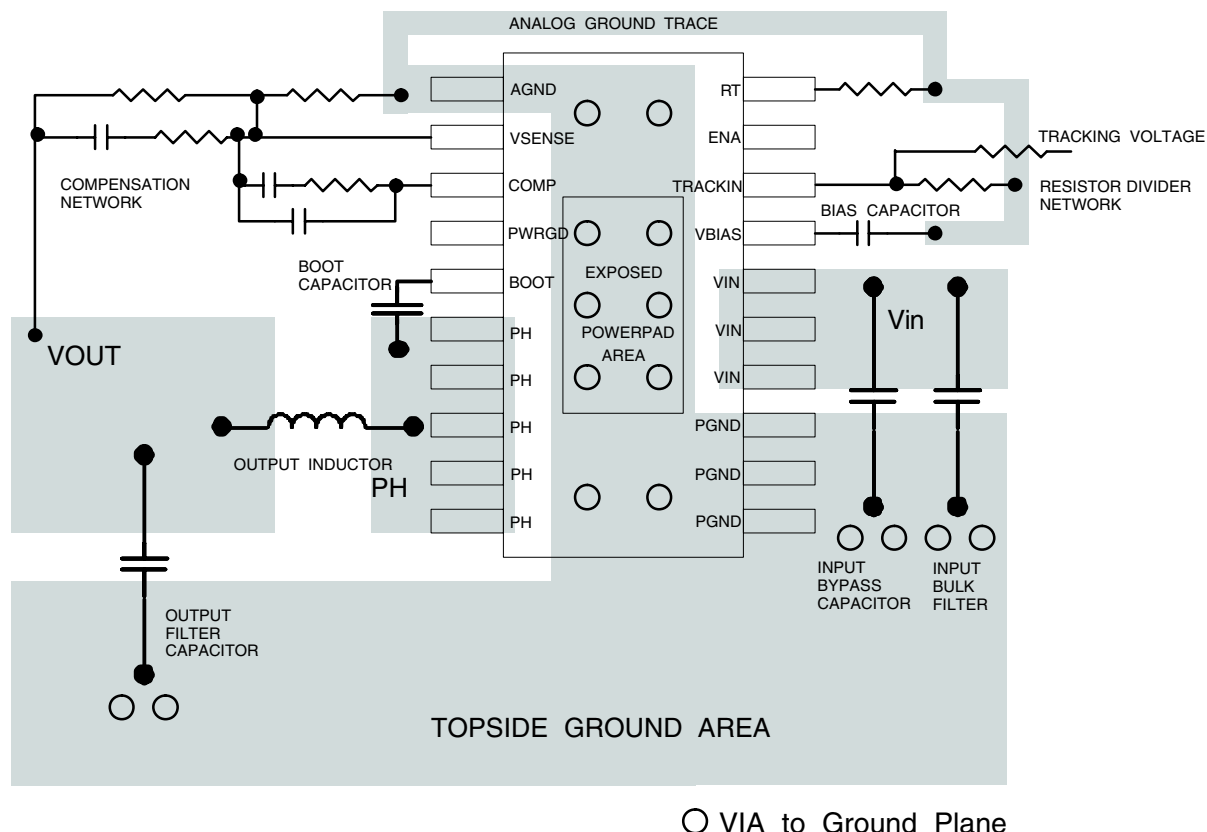 ANALOG GROUND TRACE
AGND
VSENSE
COMP
PWRGD
BOOT
PH
PH
PH
PH
PH
RT
ENA
TRACKIN
VBIAS
VIN
VIN
VIN
PGND
PGND
PGND
COMPENSATION
NETWORK
BOOT
CAPACITOR
EXPOSED
POWERPAD
AREA
TRACKING VOLTAGE
RESISTOR DIVIDER
NETWORK
BIAS CAPACITOR
Vin
VOUT
OUTPUT INDUCTOR
PH
OUTPUT
FILTER
CAPACITOR
INPUT
BYPASS
CAPACITOR
INPUT
BULK
FILTER
TOPSIDE GROUND AREA
VIA to Ground Plane